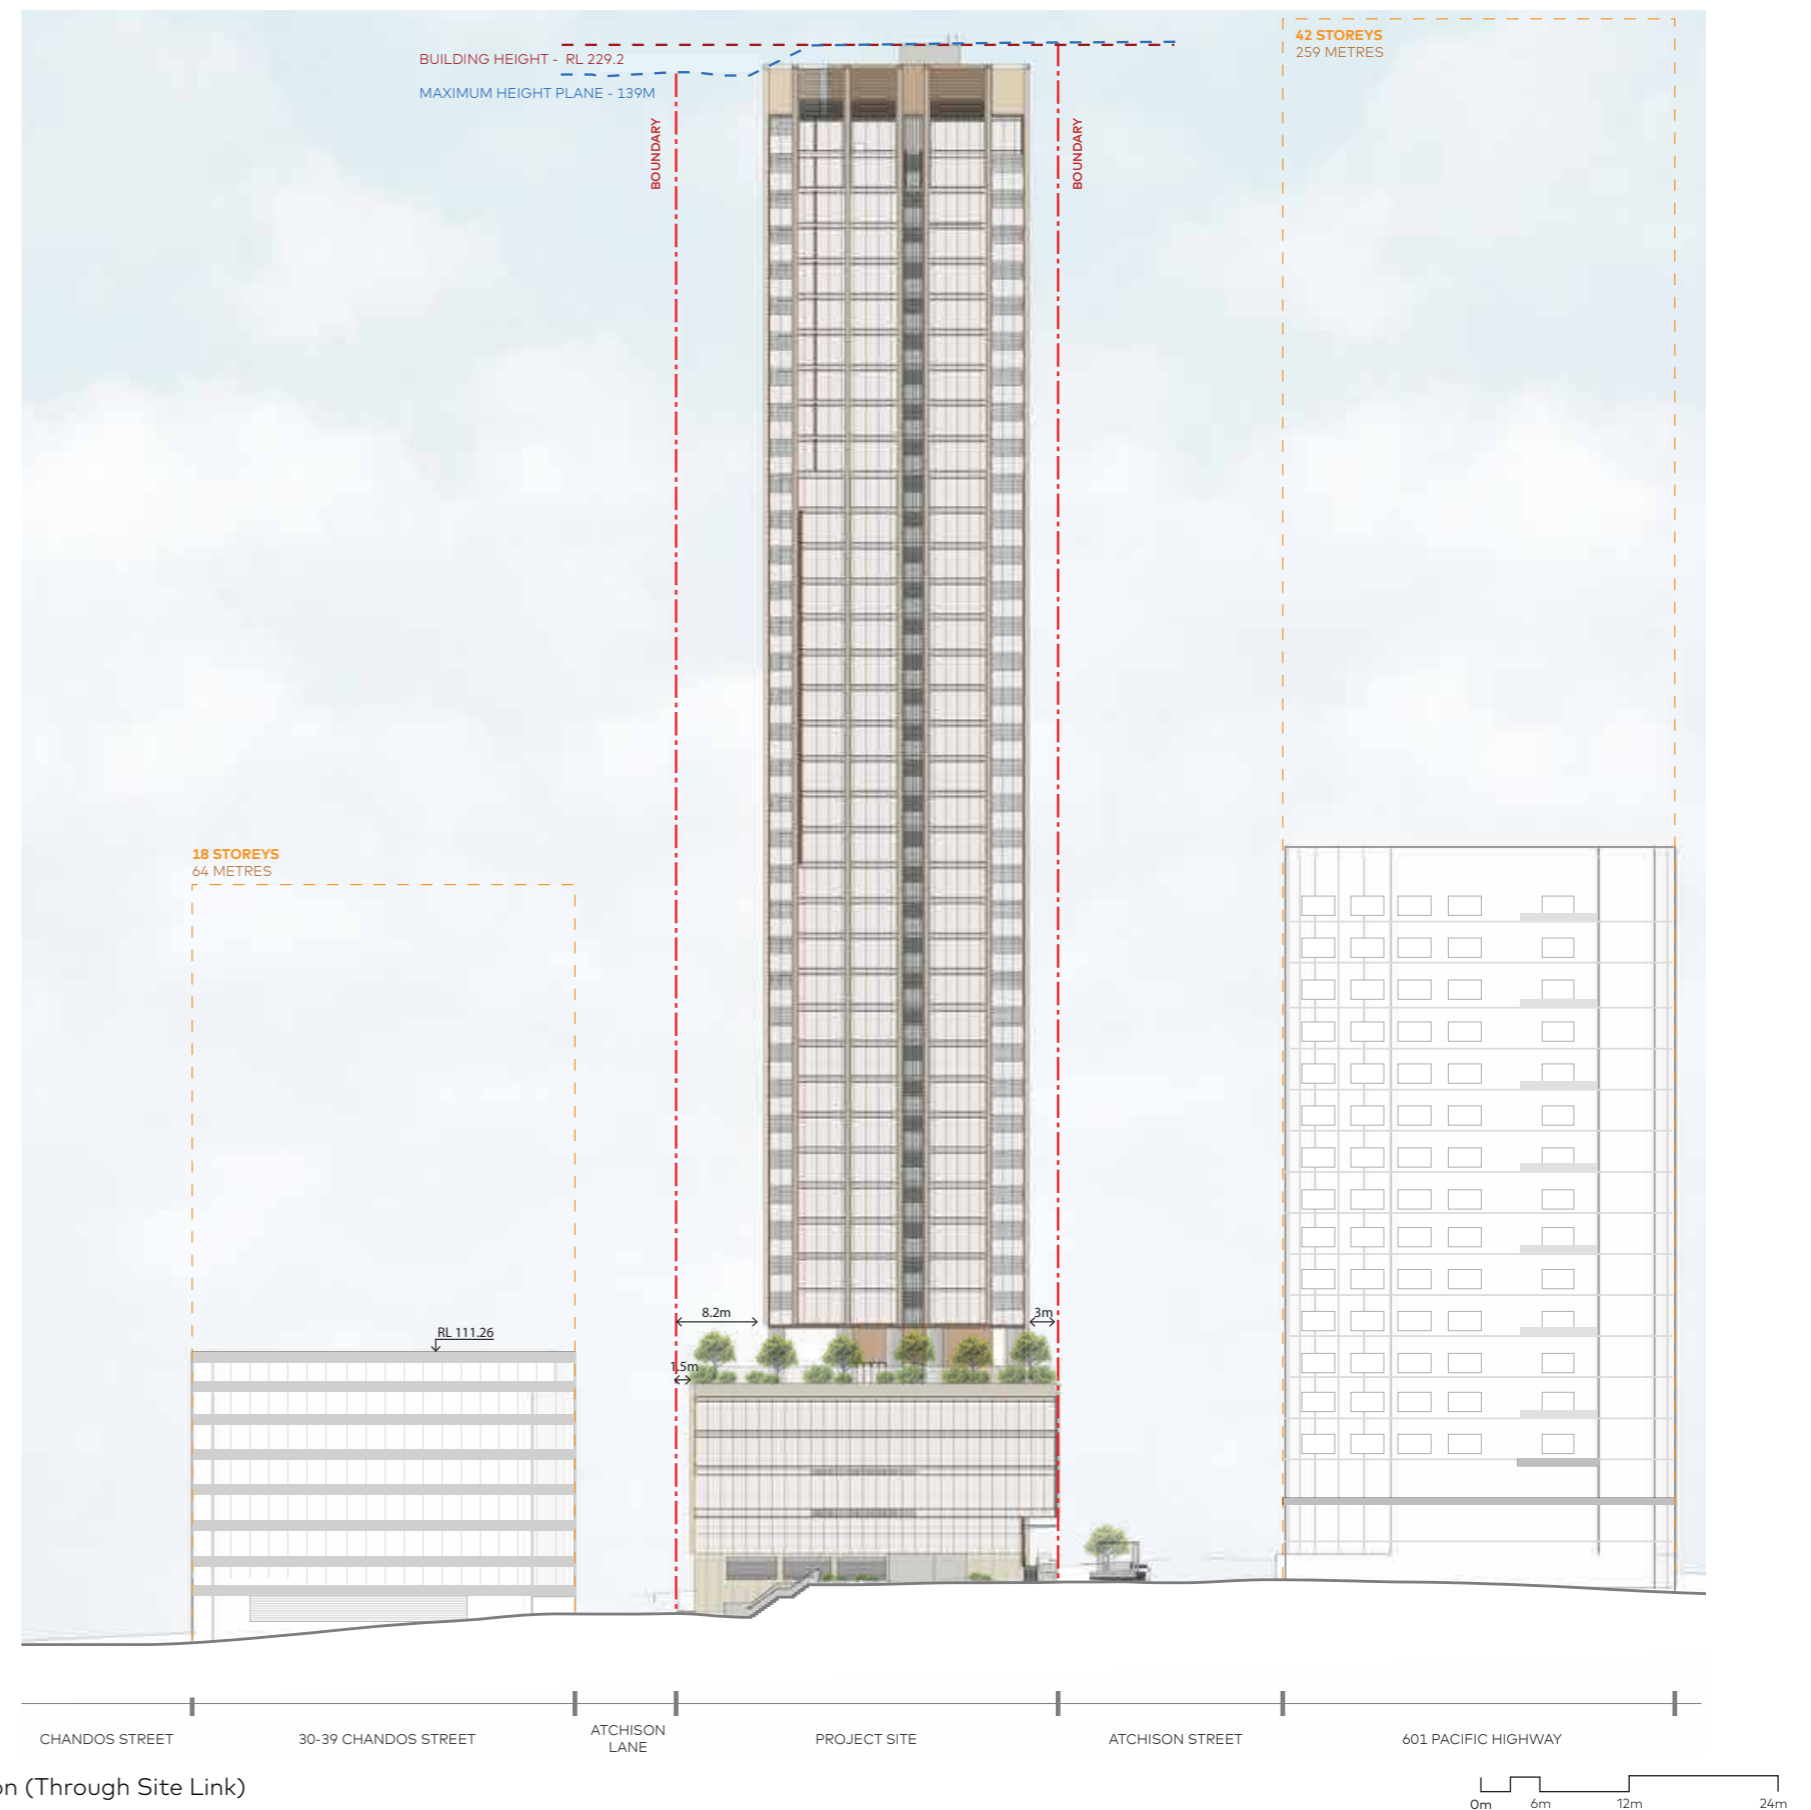 42 STOREYS
259 METRES
BUILDING HEIGHT - RL 229.2
MAXIMUM HEIGHT PLANE - 139M
BOUNDARY
BOUNDARY
18 STOREYS
64 METRES
8.2m
3m
RL 111.26
1.5m
CHANDOS STREET
30-39 CHANDOS STREET
ATCHISON
LANE
PROJECT SITE
ATCHISON STREET
601 PACIFIC HIGHWAY
on (Through Site Link)
0m
6m
12m
24m